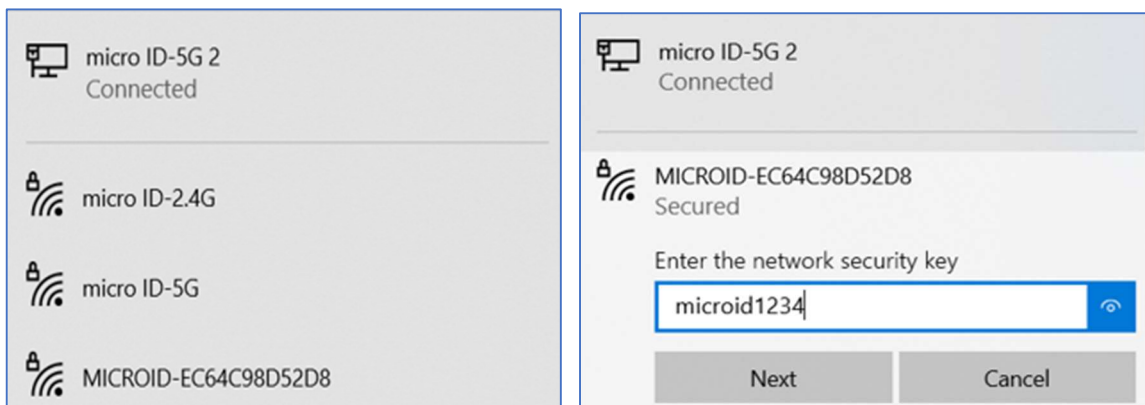 micro ID-5G 2
Connected
micro ID-2.4G
micro ID-5G
MICROID-EC64C98D52D8
micro ID-5G 2
Connected
MICROID-EC64C98D52D8
Secured
Enter the network security key
microid1234
Next Cancel